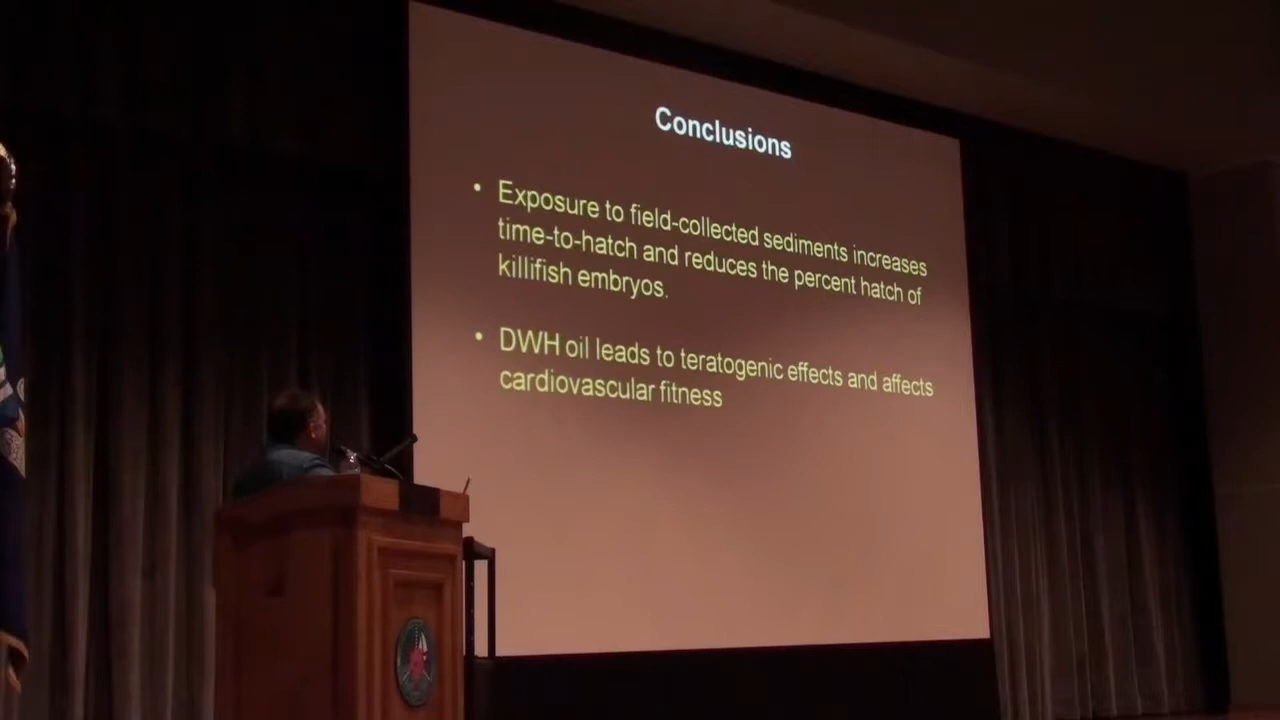 Conclusions
• Exposure to field-collected sediments increases
time-to-hatch and reduces the percent hatch of
killifish embryos.
• DWH oil leads to teratogenic effects and affects
cardiovascular fitness